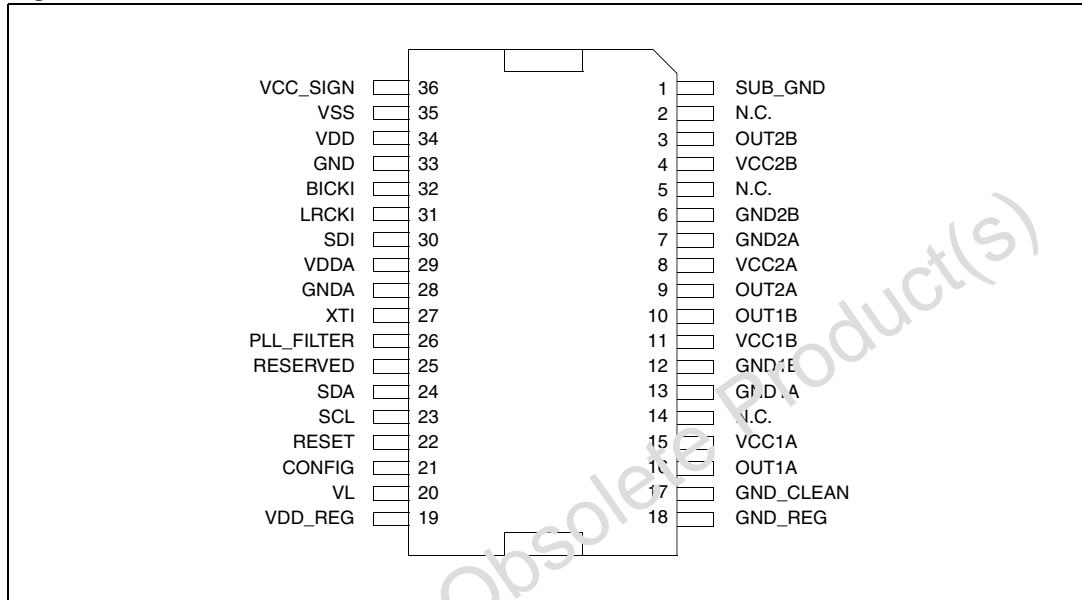 VCC_SIGN 36 1 SUB_GND
VSS 35 2 N.C.
VDD 34 3 OUT2B
GND 33 4 VCC2B
BICKI 32 5 N.C.
LRCKI 31 6 GND2B
SDI 30 7 GND2A
VDDA 29 8 VCC2A
GNDA 28 9 OUT2A
XTI 27 10 OUT1B
PLL_FILTER 26 11 VCC1B
RESERVED 25 12 GND1B
SDA 24 13 GND1A
SCL 23 14 N.C.
RESET 22 15 VCC1A
CONFIG 21 16 OUT1A
VL 20 17 GND_CLEAN
VDD_REG 19 18 GND_REG
Obsolete Product(s)